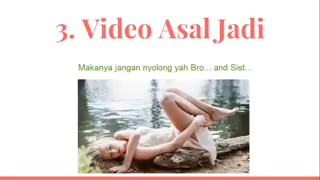 3. Video Asal Jadi
Makanya jangan nyolong yah Bro... and Sist...